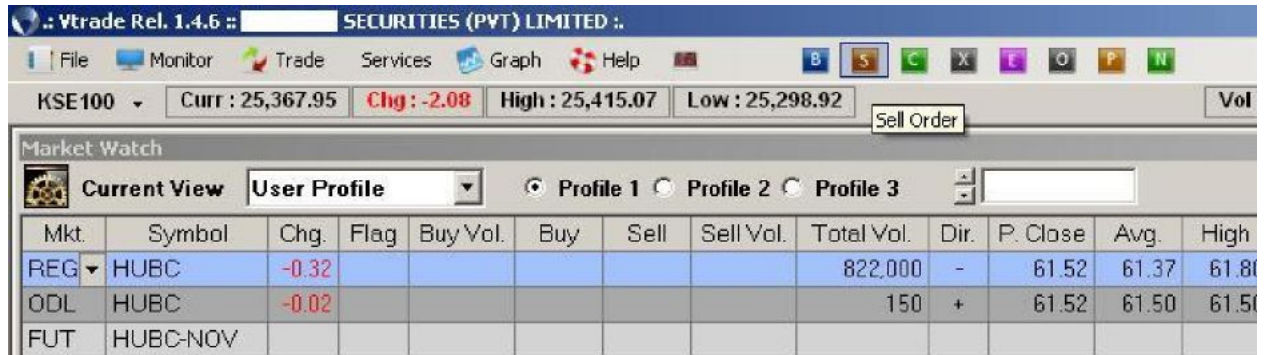 .: Vtrade Rel. 1.4.6 :: SECURITIES (PVT) LIMITED :.
File Monitor Trade Services Graph Help B S C X E O P N
KSE100 Curr : 25,367.95 Chg : -2.08 High : 25,415.07 Low : 25,298.92 Vol
Sell Order
Market Watch
Current View User Profile Profile 1 Profile 2 Profile 3
Mkt. Symbol Chg. Flag Buy Vol. Buy Sell Sell Vol. Total Vol. Dir. P. Close Avg. High
REG HUBC -0.32 822,000 - 61.52 61.37 61.80
ODL HUBC -0.02 150 + 61.52 61.50 61.50
FUT HUBC-NOV